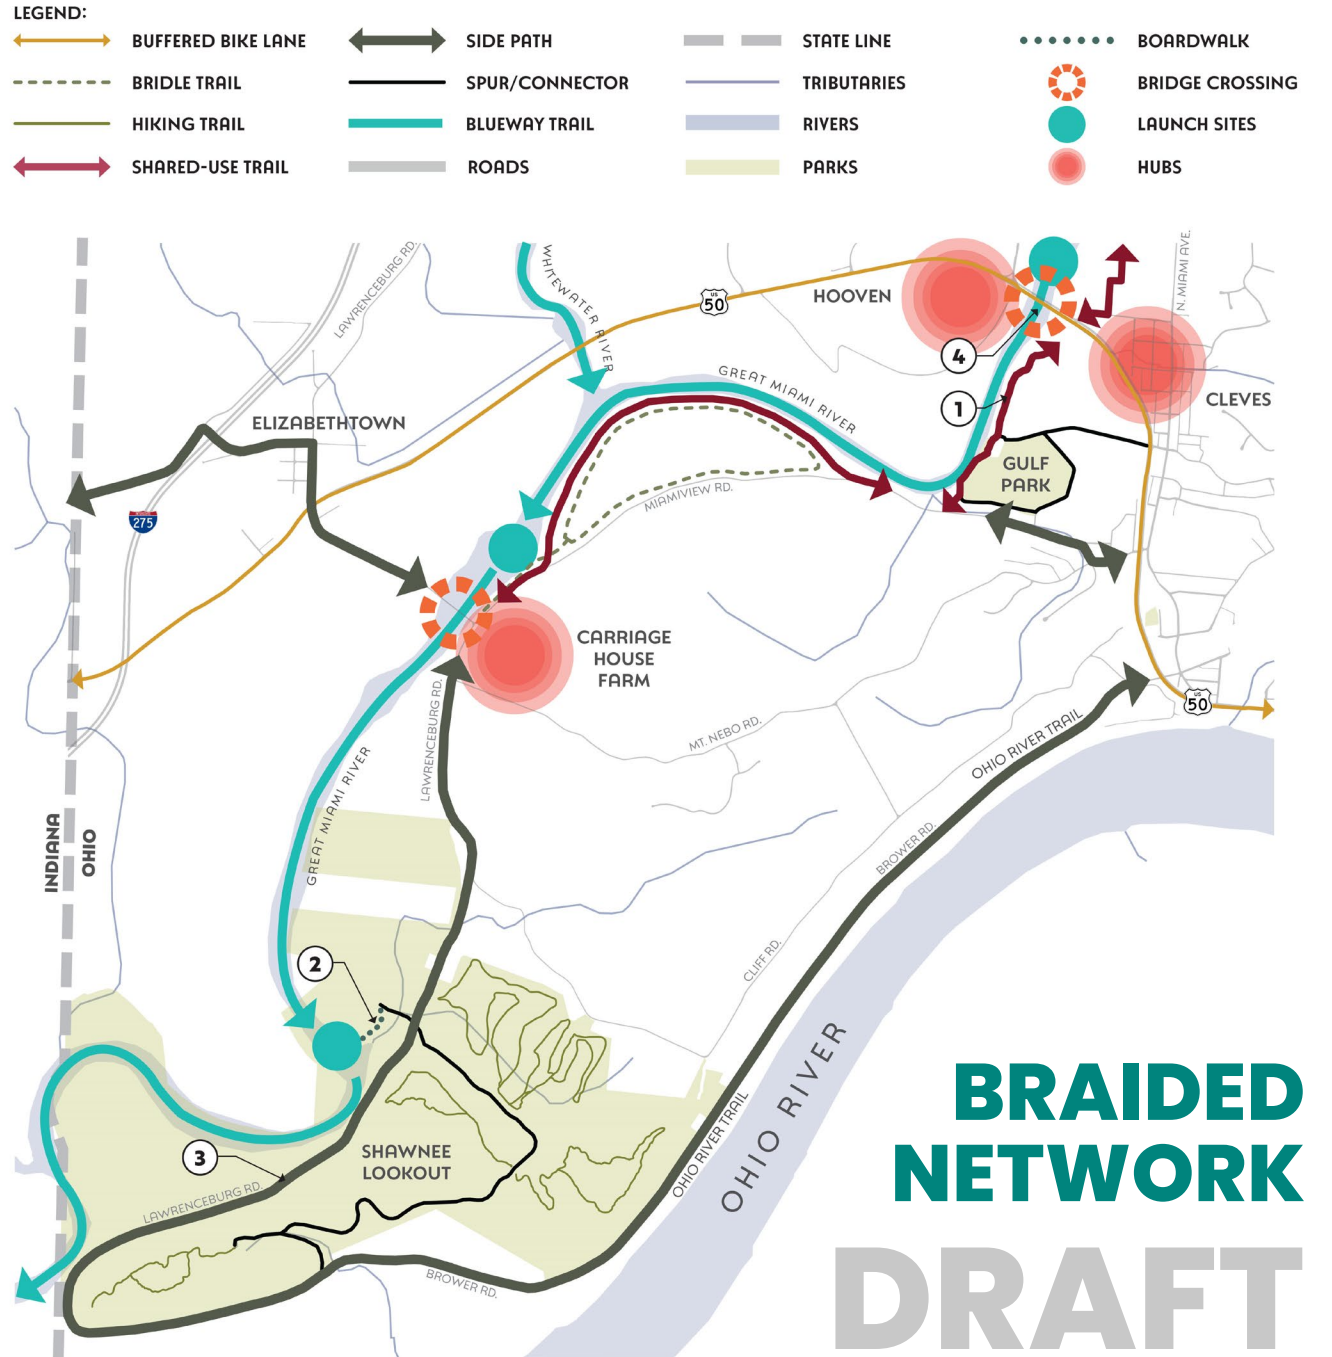 LEGEND:
BUFFERED BIKE LANE
SIDE PATH
STATE LINE
BOARDWALK
BRIDLE TRAIL
SPUR/CONNECTOR
TRIBUTARIES
BRIDGE CROSSING
HIKING TRAIL
BLUEWAY TRAIL
RIVERS
LAUNCH SITES
SHARED-USE TRAIL
ROADS
PARKS
HUBS
LAWRENCEBURG RD.
WHITEWATER RIVER
N. MIAMI AVE.
HOOVEN
US
50
4
GREAT MIAMI RIVER
1
CLEVES
ELIZABETHTOWN
GULF
PARK
MIAMIVIEW RD.
275
CARRIAGE
HOUSE
FARM
LAWRENCEBURG RD.
MT. NEBO RD.
US
50
OHIO RIVER TRAIL
GREAT MIAMI RIVER
INDIANA
OHIO
BROWER RD.
2
CLIFF RD.
OHIO RIVER
OHIO RIVER TRAIL
SHAWNEE
LOOKOUT
3
LAWRENCEBURG RD.
BROWER RD.
BRAIDED
NETWORK
DRAFT